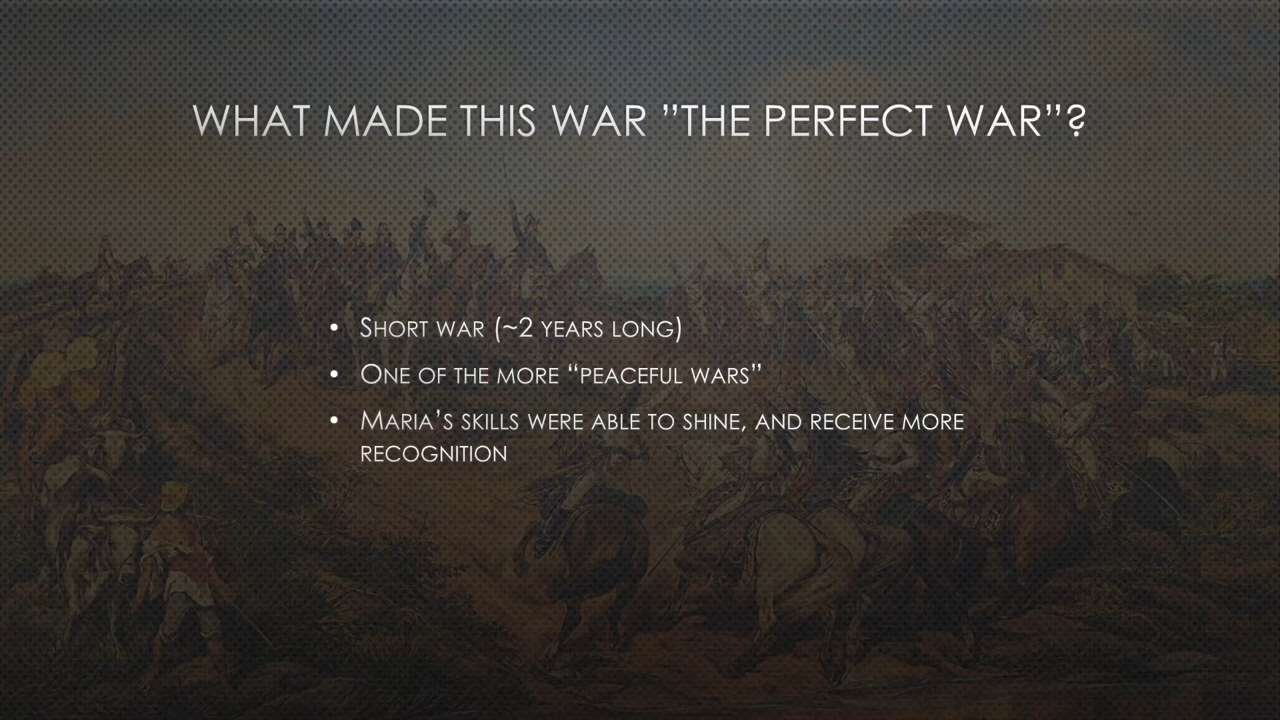 WHAT MADE THIS WAR ”THE PERFECT WAR”?
• SHORT WAR (~2 YEARS LONG)
• ONE OF THE MORE “PEACEFUL WARS”
• MARIA’S SKILLS WERE ABLE TO SHINE, AND RECEIVE MORE
RECOGNITION